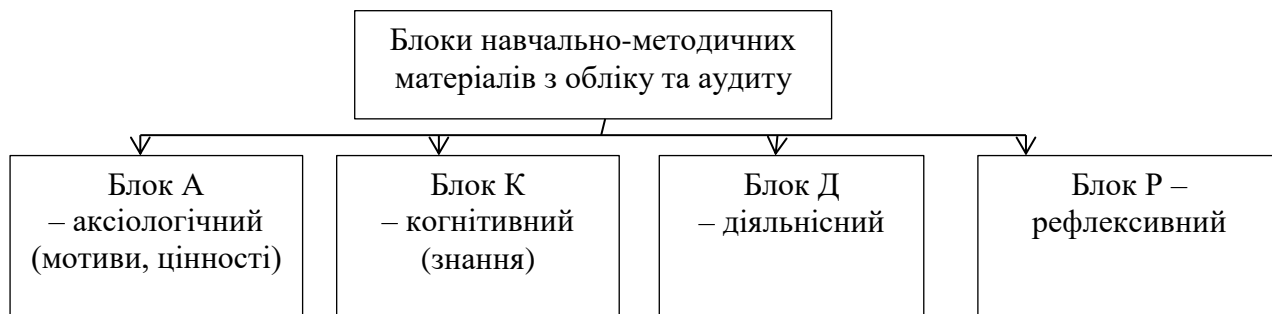 Блоки навчально-методичних
матеріалів з обліку та аудиту
Блок А
– аксіологічний
(мотиви, цінності)
Блок К
– когнітивний
(знання)
Блок Д
– діяльнісний
Блок Р –
рефлексивний